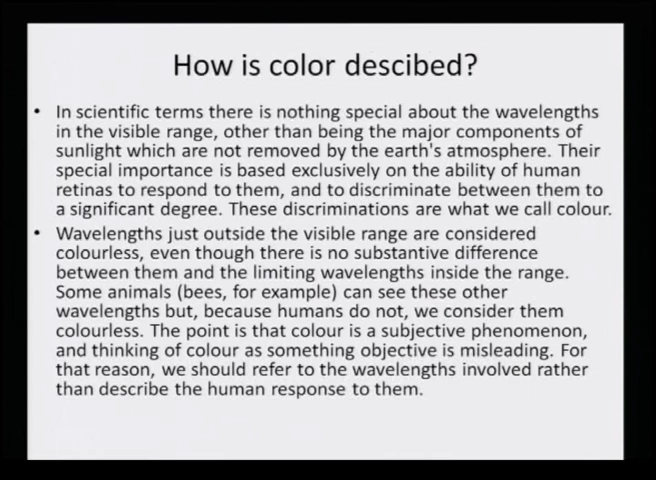 How is color descibed?
• In scientific terms there is nothing special about the wavelengths
in the visible range, other than being the major components of
sunlight which are not removed by the earth's atmosphere. Their
special importance is based exclusively on the ability of human
retinas to respond to them, and to discriminate between them to
a significant degree. These discriminations are what we call colour.
• Wavelengths just outside the visible range are considered
colourless, even though there is no substantive difference
between them and the limiting wavelengths inside the range.
Some animals (bees, for example) can see these other
wavelengths but, because humans do not, we consider them
colourless. The point is that colour is a subjective phenomenon,
and thinking of colour as something objective is misleading. For
that reason, we should refer to the wavelengths involved rather
than describe the human response to them.